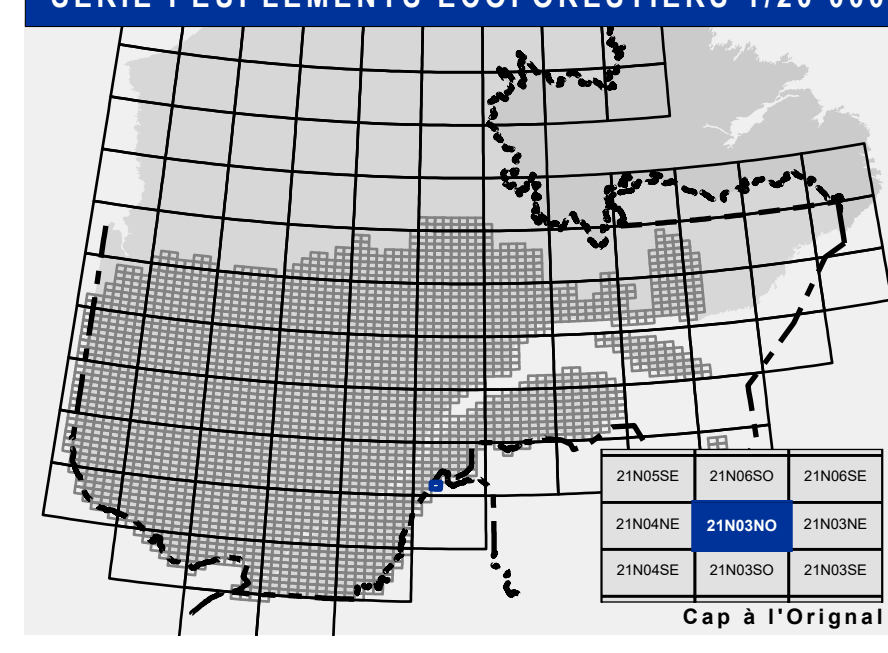 SÉRIE PEUPLEMENTS ÉCOFORESTIERS 1/20 000
21N05SE 21N06SO 21N06SE
21N04NE 21N03NO 21N03NE
21N04SE 21N03SO 21N03SE
Cap à l'Orignal